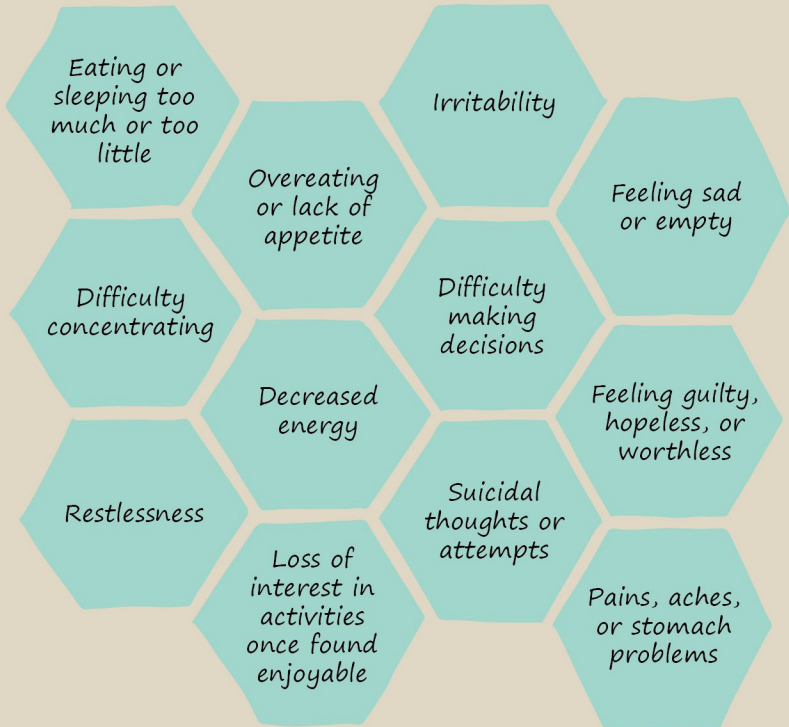 Eating or
sleeping too
much or too
little
Irritability
Overeating
or lack of
appetite
Feeling sad
or empty
Difficulty
concentrating
Difficulty
making
decisions
Decreased
energy
Feeling guilty,
hopeless, or
worthless
Restlessness
Suicidal
thoughts or
attempts
Loss of
interest in
activities
once found
enjoyable
Pains, aches,
or stomach
problems